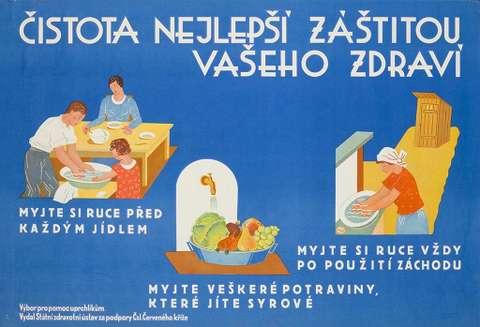 ČISTOTA NEJLEPŠÍ ZÁŠTITOU
VAŠEHO ZDRAVÍ
MYJTE SI RUCE PŘED
KAŽDÝM JÍDLEM
MYJTE SI RUCE VŽDY
PO POUŽITÍ ZÁCHODU
MYJTE VEŠKERÉ POTRAVINY,
KTERÉ JÍTE SYROVÉ
Výbor pro pomoc uprchlíkům.
Vydal Státní zdravotní ústav za podpory Čsl. Červeného kříže